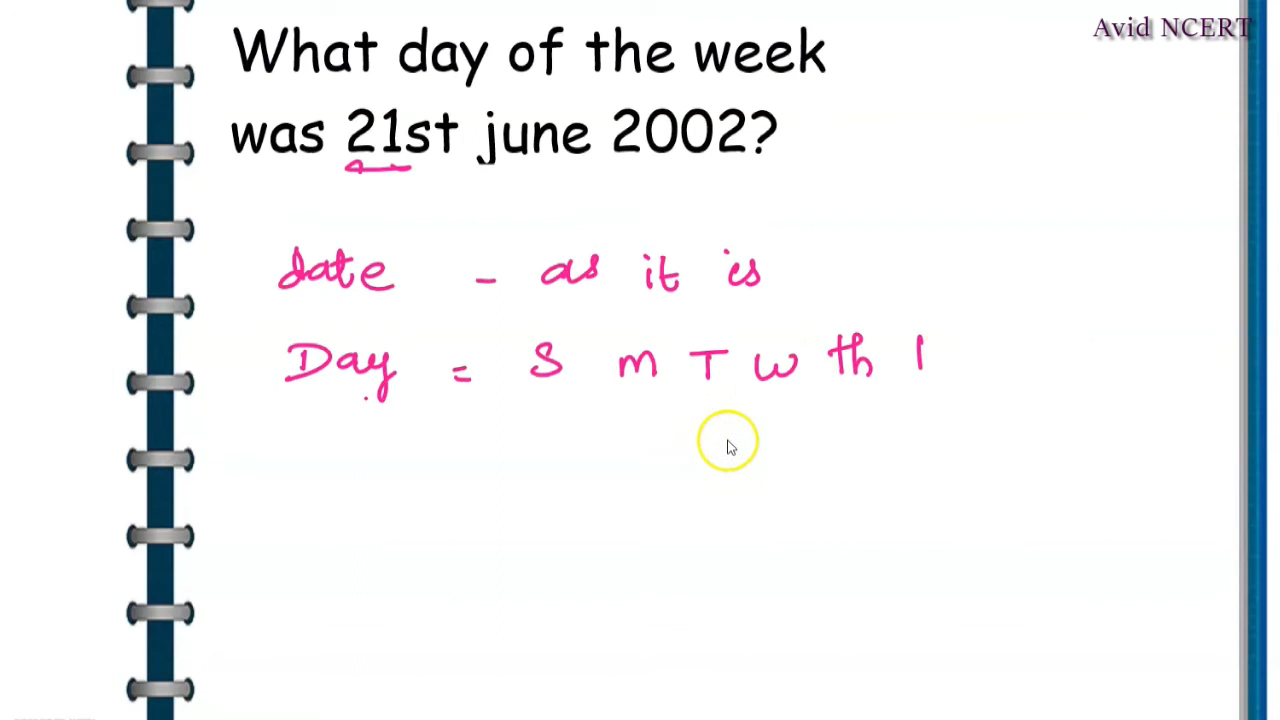 Avid NCERT
What day of the week
was 21st june 2002?
date - as it is
Day = S m T w th